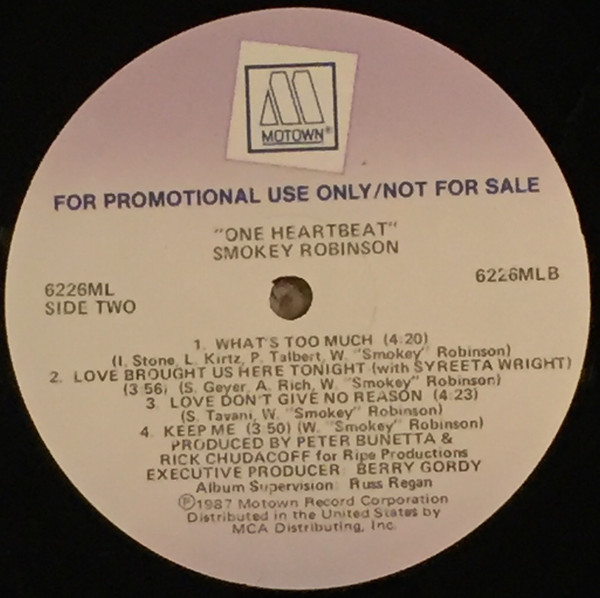 MOTOWN®
FOR PROMOTIONAL USE ONLY/NOT FOR SALE
"ONE HEARTBEAT"
SMOKEY ROBINSON
6226ML
SIDE TWO
6226MLB
1. WHAT'S TOO MUCH (4:20)
(I. Stone, L. Kirtz, P. Talbert, W. "Smokey" Robinson)
2. LOVE BROUGHT US HERE TONIGHT (with SYREETA WRIGHT)
(3:56) (S. Geyer, A. Rich, W. "Smokey" Robinson)
3. LOVE DON'T GIVE NO REASON (4:23)
(S. Tavani, W. "Smokey" Robinson)
4. KEEP ME (3:50) (W. "Smokey" Robinson)
PRODUCED BY PETER BUNETTA &
RICK CHUDACOFF for Ripe Productions
EXECUTIVE PRODUCER: BERRY GORDY
Album Supervision: Russ Regan
Ⓟ1987 Motown Record Corporation
Distributed in the United States by
MCA Distributing, Inc.